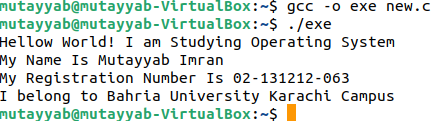 mutayyab@mutayyab-VirtualBox:~$ gcc -o exe new.c
mutayyab@mutayyab-VirtualBox:~$ ./exe
Hellow World! I am Studying Operating System
My Name Is Mutayyab Imran
My Registration Number Is 02-131212-063
I belong to Bahria University Karachi Campus
mutayyab@mutayyab-VirtualBox:~$